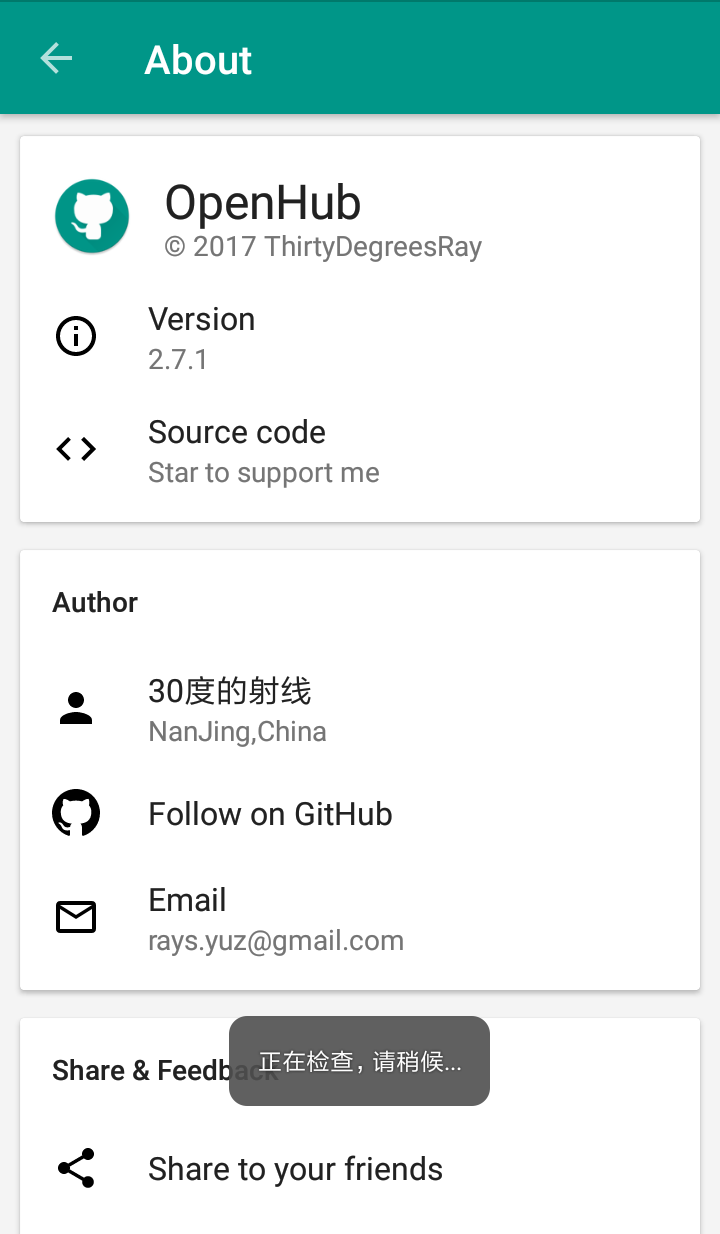 About
OpenHub
© 2017 ThirtyDegreesRay
Version
2.7.1
Source code
Star to support me
Author
30度的射线
NanJing,China
Follow on GitHub
Email
rays.yuz@gmail.com
Share & Feedback
正在检查，请稍候...
Share to your friends